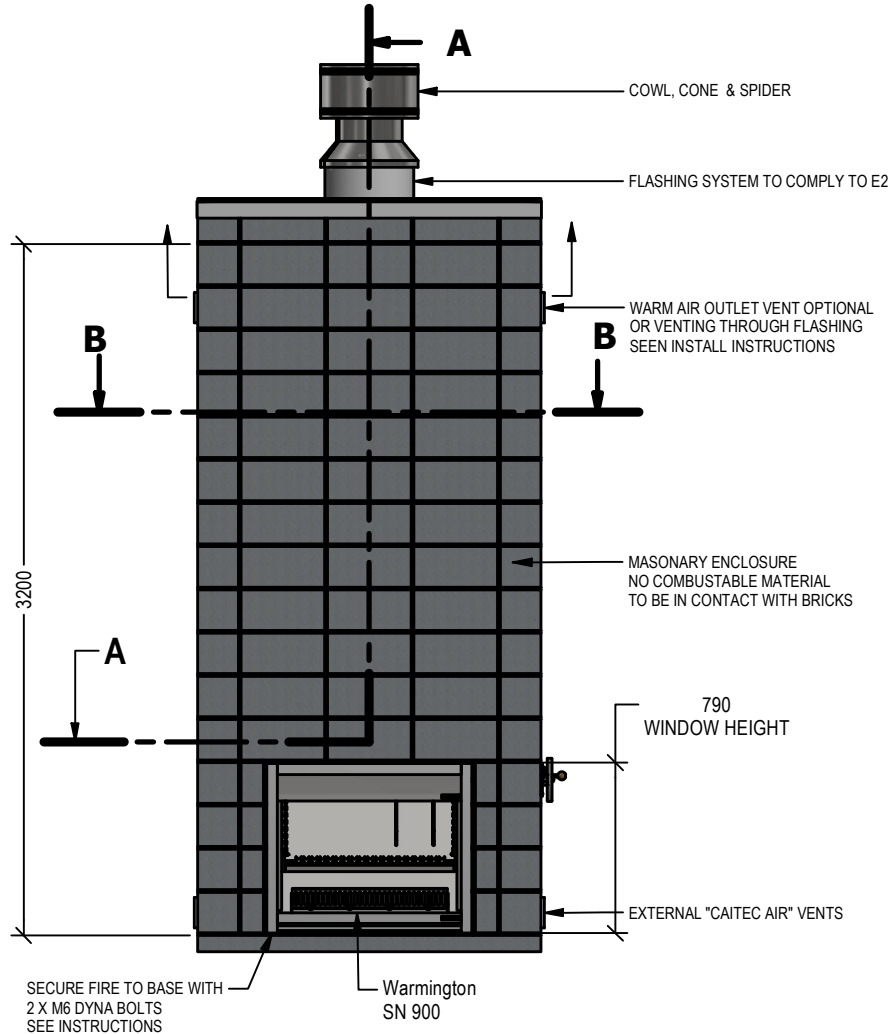 A
COWL, CONE & SPIDER
FLASHING SYSTEM TO COMPLY TO E2
WARM AIR OUTLET VENT OPTIONAL
OR VENTING THROUGH FLASHING
SEEN INSTALL INSTRUCTIONS
B
B
3200
MASONARY ENCLOSURE
NO COMBUSTABLE MATERIAL
TO BE IN CONTACT WITH BRICKS
A
790
WINDOW HEIGHT
EXTERNAL "CAITEC AIR" VENTS
SECURE FIRE TO BASE WITH
2 X M6 DYNA BOLTS
SEE INSTRUCTIONS
Warmington
SN 900